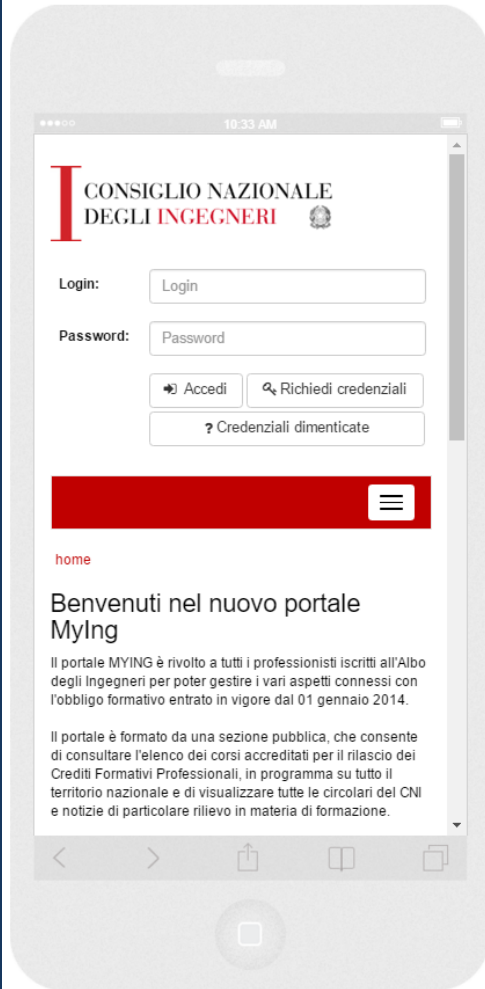 10:33 AM
CONSIGLIO NAZIONALE
DEGLI INGEGNERI
Login:
Login
Password:
Password
Accedi
Richiedi credenziali
? Credenziali dimenticate
home
Benvenuti nel nuovo portale
MyIng
Il portale MYING è rivolto a tutti i professionisti iscritti all'Albo
degli Ingegneri per poter gestire i vari aspetti connessi con
l'obbligo formativo entrato in vigore dal 01 gennaio 2014.
Il portale è formato da una sezione pubblica, che consente
di consultare l'elenco dei corsi accreditati per il rilascio dei
Crediti Formativi Professionali, in programma su tutto il
territorio nazionale e di visualizzare tutte le circolari del CNI
e notizie di particolare rilievo in materia di formazione.